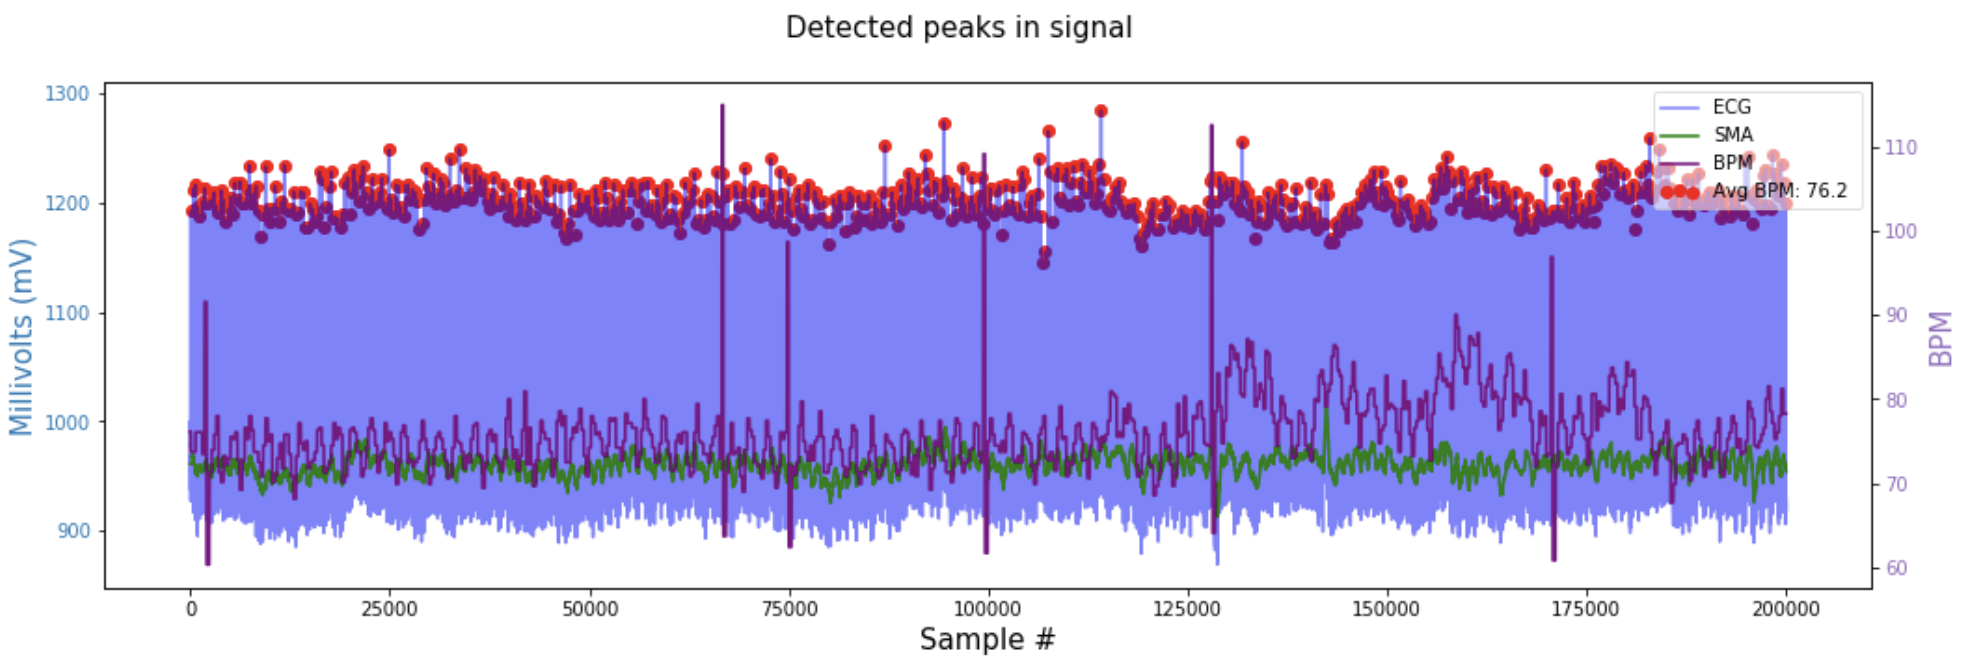 Detected peaks in signal
Millivolts (mV)
1300
1200
1100
1000
900
ECG
SMA
BPM
Avg BPM: 76.2
110
100
90
80
70
60
BPM
0 25000 50000 75000 100000 125000 150000 175000 200000
Sample #